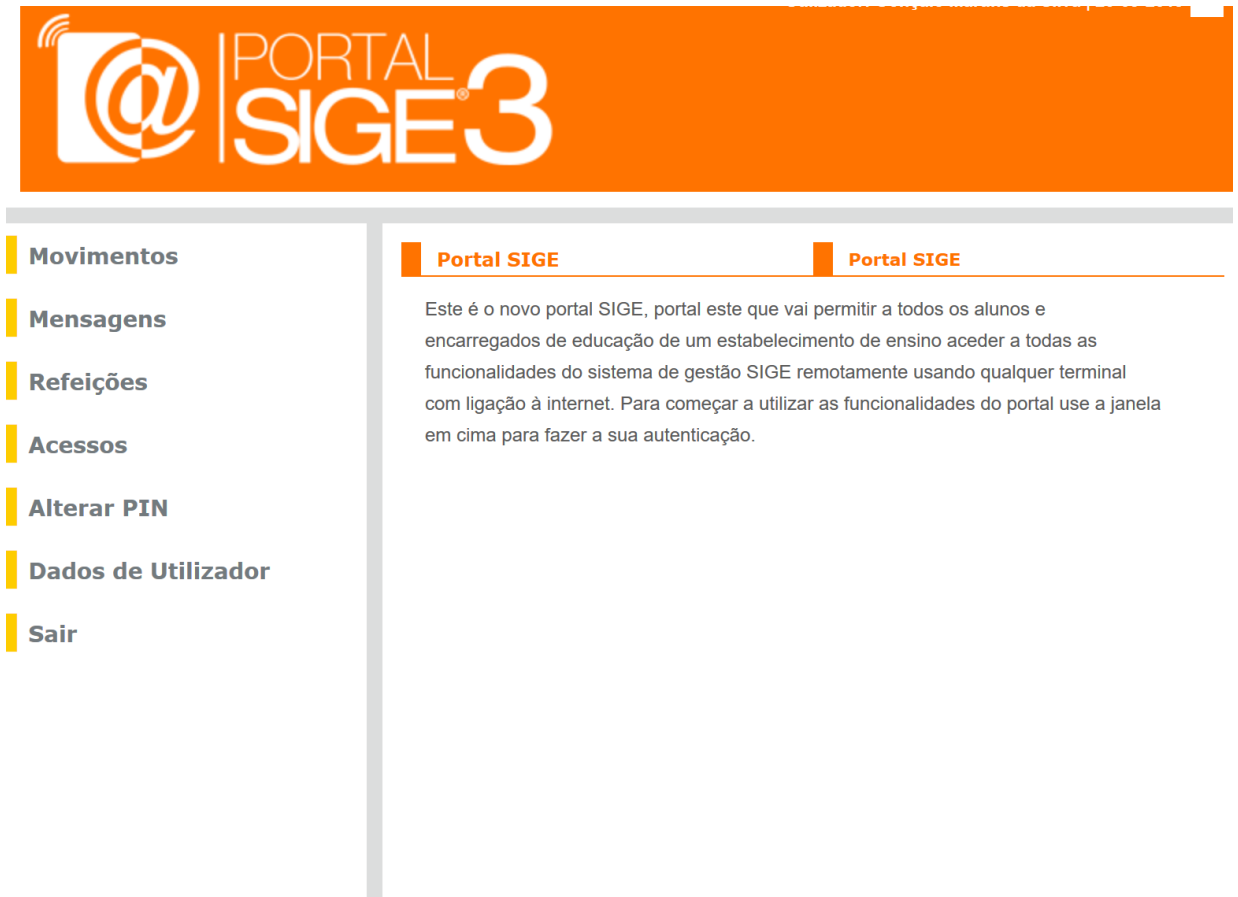 PORTAL
SIGE®3
Movimentos
Mensagens
Refeições
Acessos
Alterar PIN
Dados de Utilizador
Sair
Portal SIGE
Portal SIGE
Este é o novo portal SIGE, portal este que vai permitir a todos os alunos e
encarregados de educação de um estabelecimento de ensino aceder a todas as
funcionalidades do sistema de gestão SIGE remotamente usando qualquer terminal
com ligação à internet. Para começar a utilizar as funcionalidades do portal use a janela
em cima para fazer a sua autenticação.